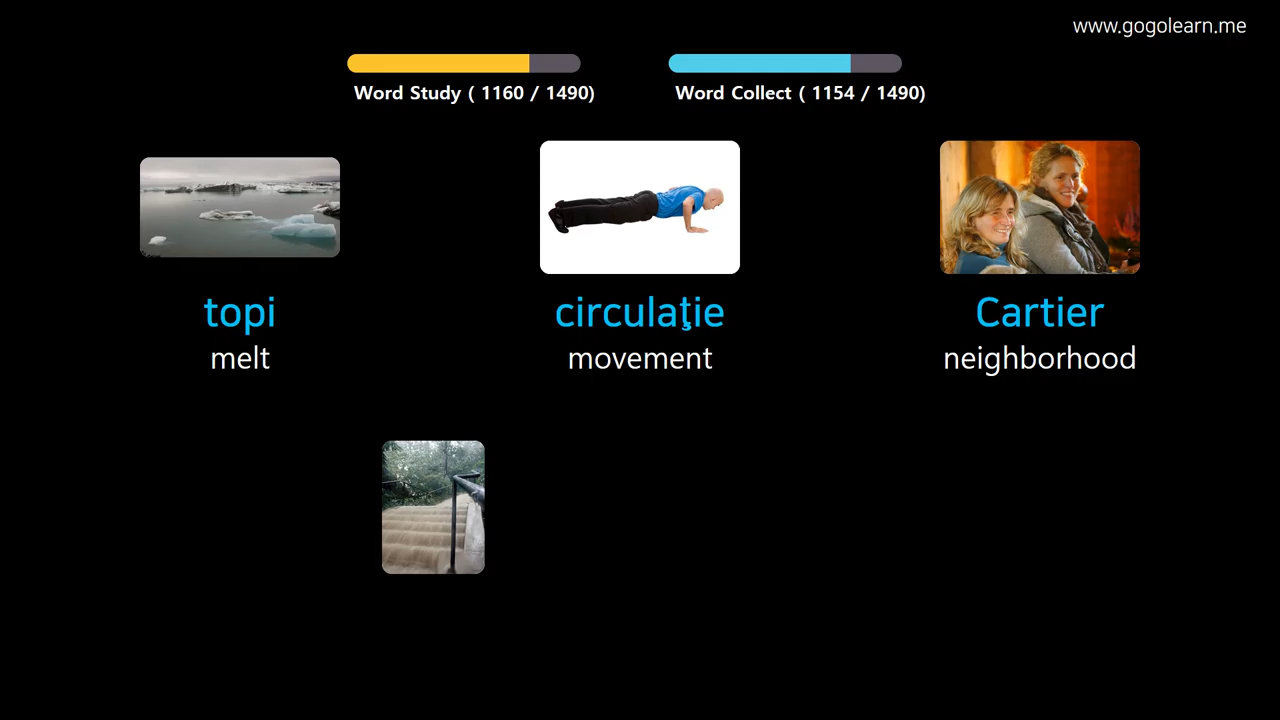 www.gogolearn.me
Word Study ( 1160 / 1490)
Word Collect ( 1154 / 1490)
topi
melt
circulaţie
movement
Cartier
neighborhood